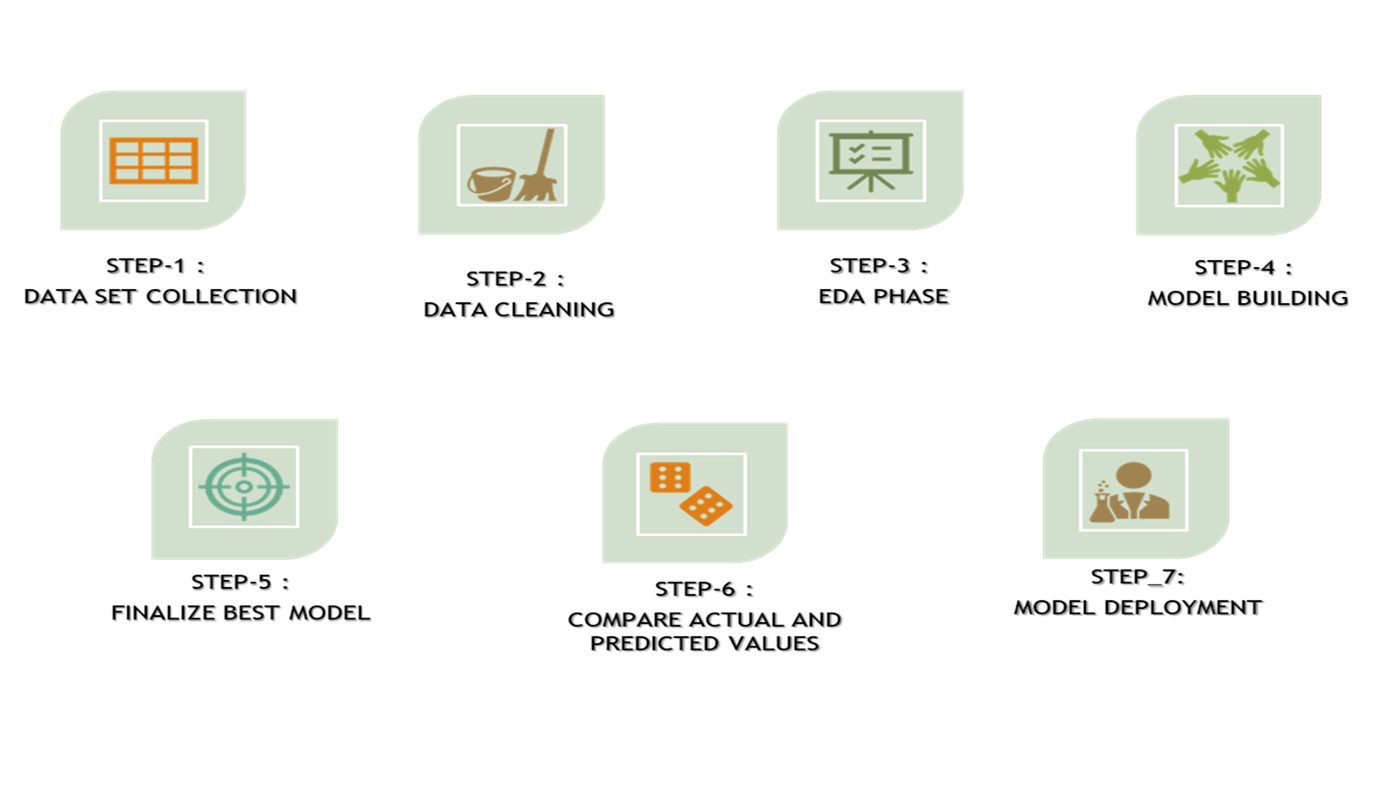 STEP-1 :
DATA SET COLLECTION
STEP-2 :
DATA CLEANING
STEP-3 :
EDA PHASE
STEP-4 :
MODEL BUILDING
STEP-5 :
FINALIZE BEST MODEL
STEP-6 :
COMPARE ACTUAL AND
PREDICTED VALUES
STEP_7:
MODEL DEPLOYMENT